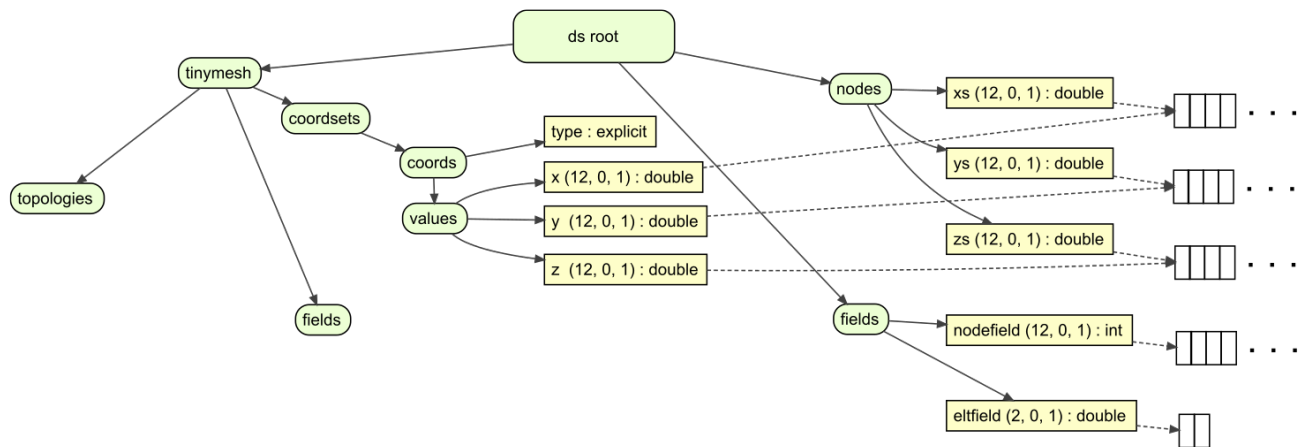 ds root
tinymesh
nodes
xs (12, 0, 1) : double
coordsets
type : explicit
coords
ys (12, 0, 1) : double
x (12, 0, 1) : double
topologies
values
y  (12, 0, 1) : double
zs (12, 0, 1) : double
z  (12, 0, 1) : double
fields
fields
nodefield (12, 0, 1) : int
eltfield (2, 0, 1) : double